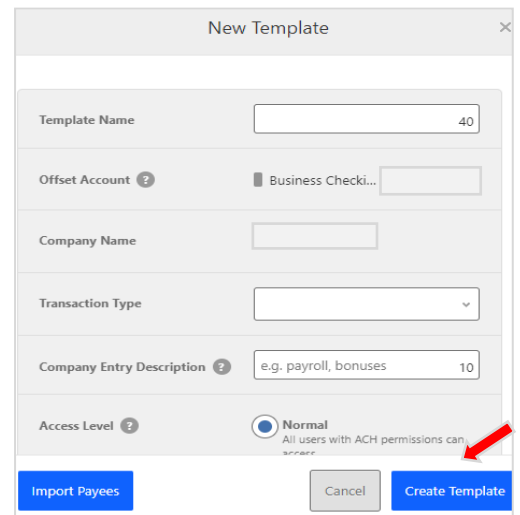 New Template ×
Template Name 40
Offset Account ? Business Checki...
Company Name
Transaction Type
Company Entry Description ? e.g. payroll, bonuses 10
Access Level ? Normal
All users with ACH permissions can
access
Import Payees Cancel Create Template